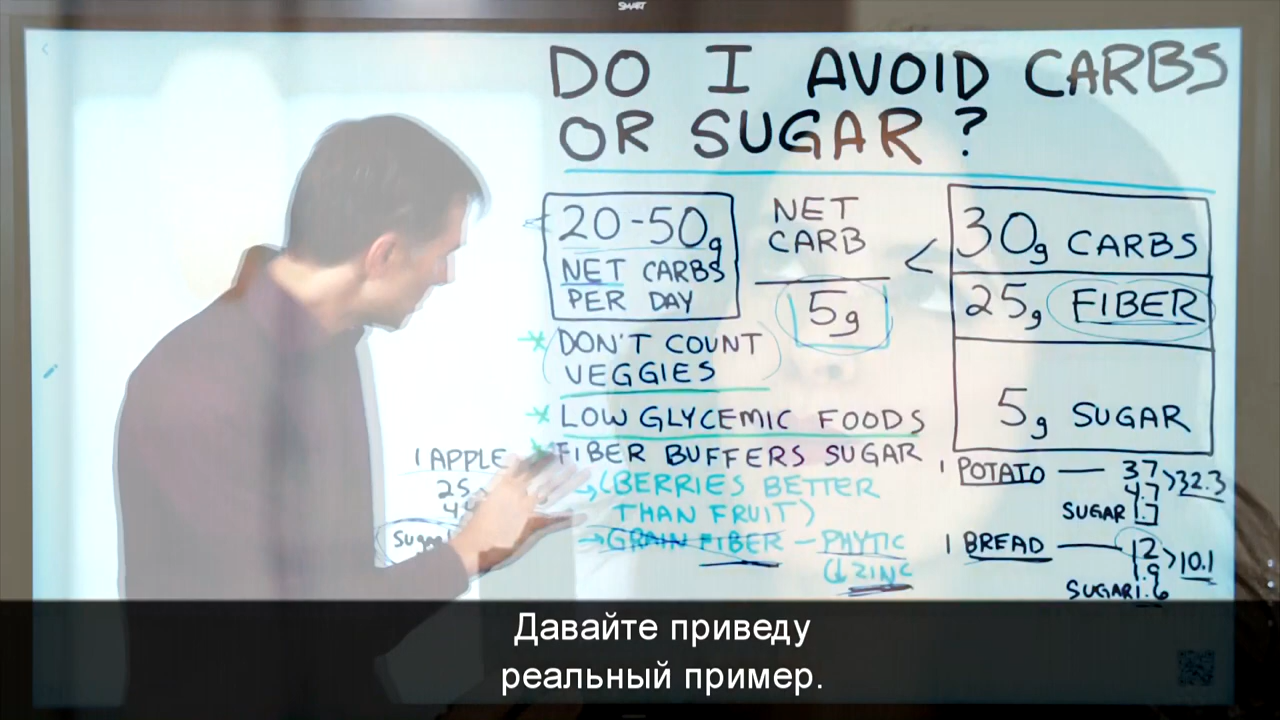 SMART
DO I AVOID CARBS
OR SUGAR?
20-50g
NET CARBS
PER DAY
NET
CARB
5g
<
30g CARBS
25g FIBER
5g SUGAR
* DON'T COUNT
VEGGIES
* LOW GLYCEMIC FOODS
* FIBER BUFFERS SUGAR
→(BERRIES BETTER
THAN FRUIT)
→GRAIN FIBER – PHYTIC
(↓ZINC
1 APPLE
25
1 POTATO — 37
4.7 >32.3
SUGAR 1.7
1 BREAD — 12
1.9 >10.1
SUGAR 1.6
Давайте приведу
реальный пример.